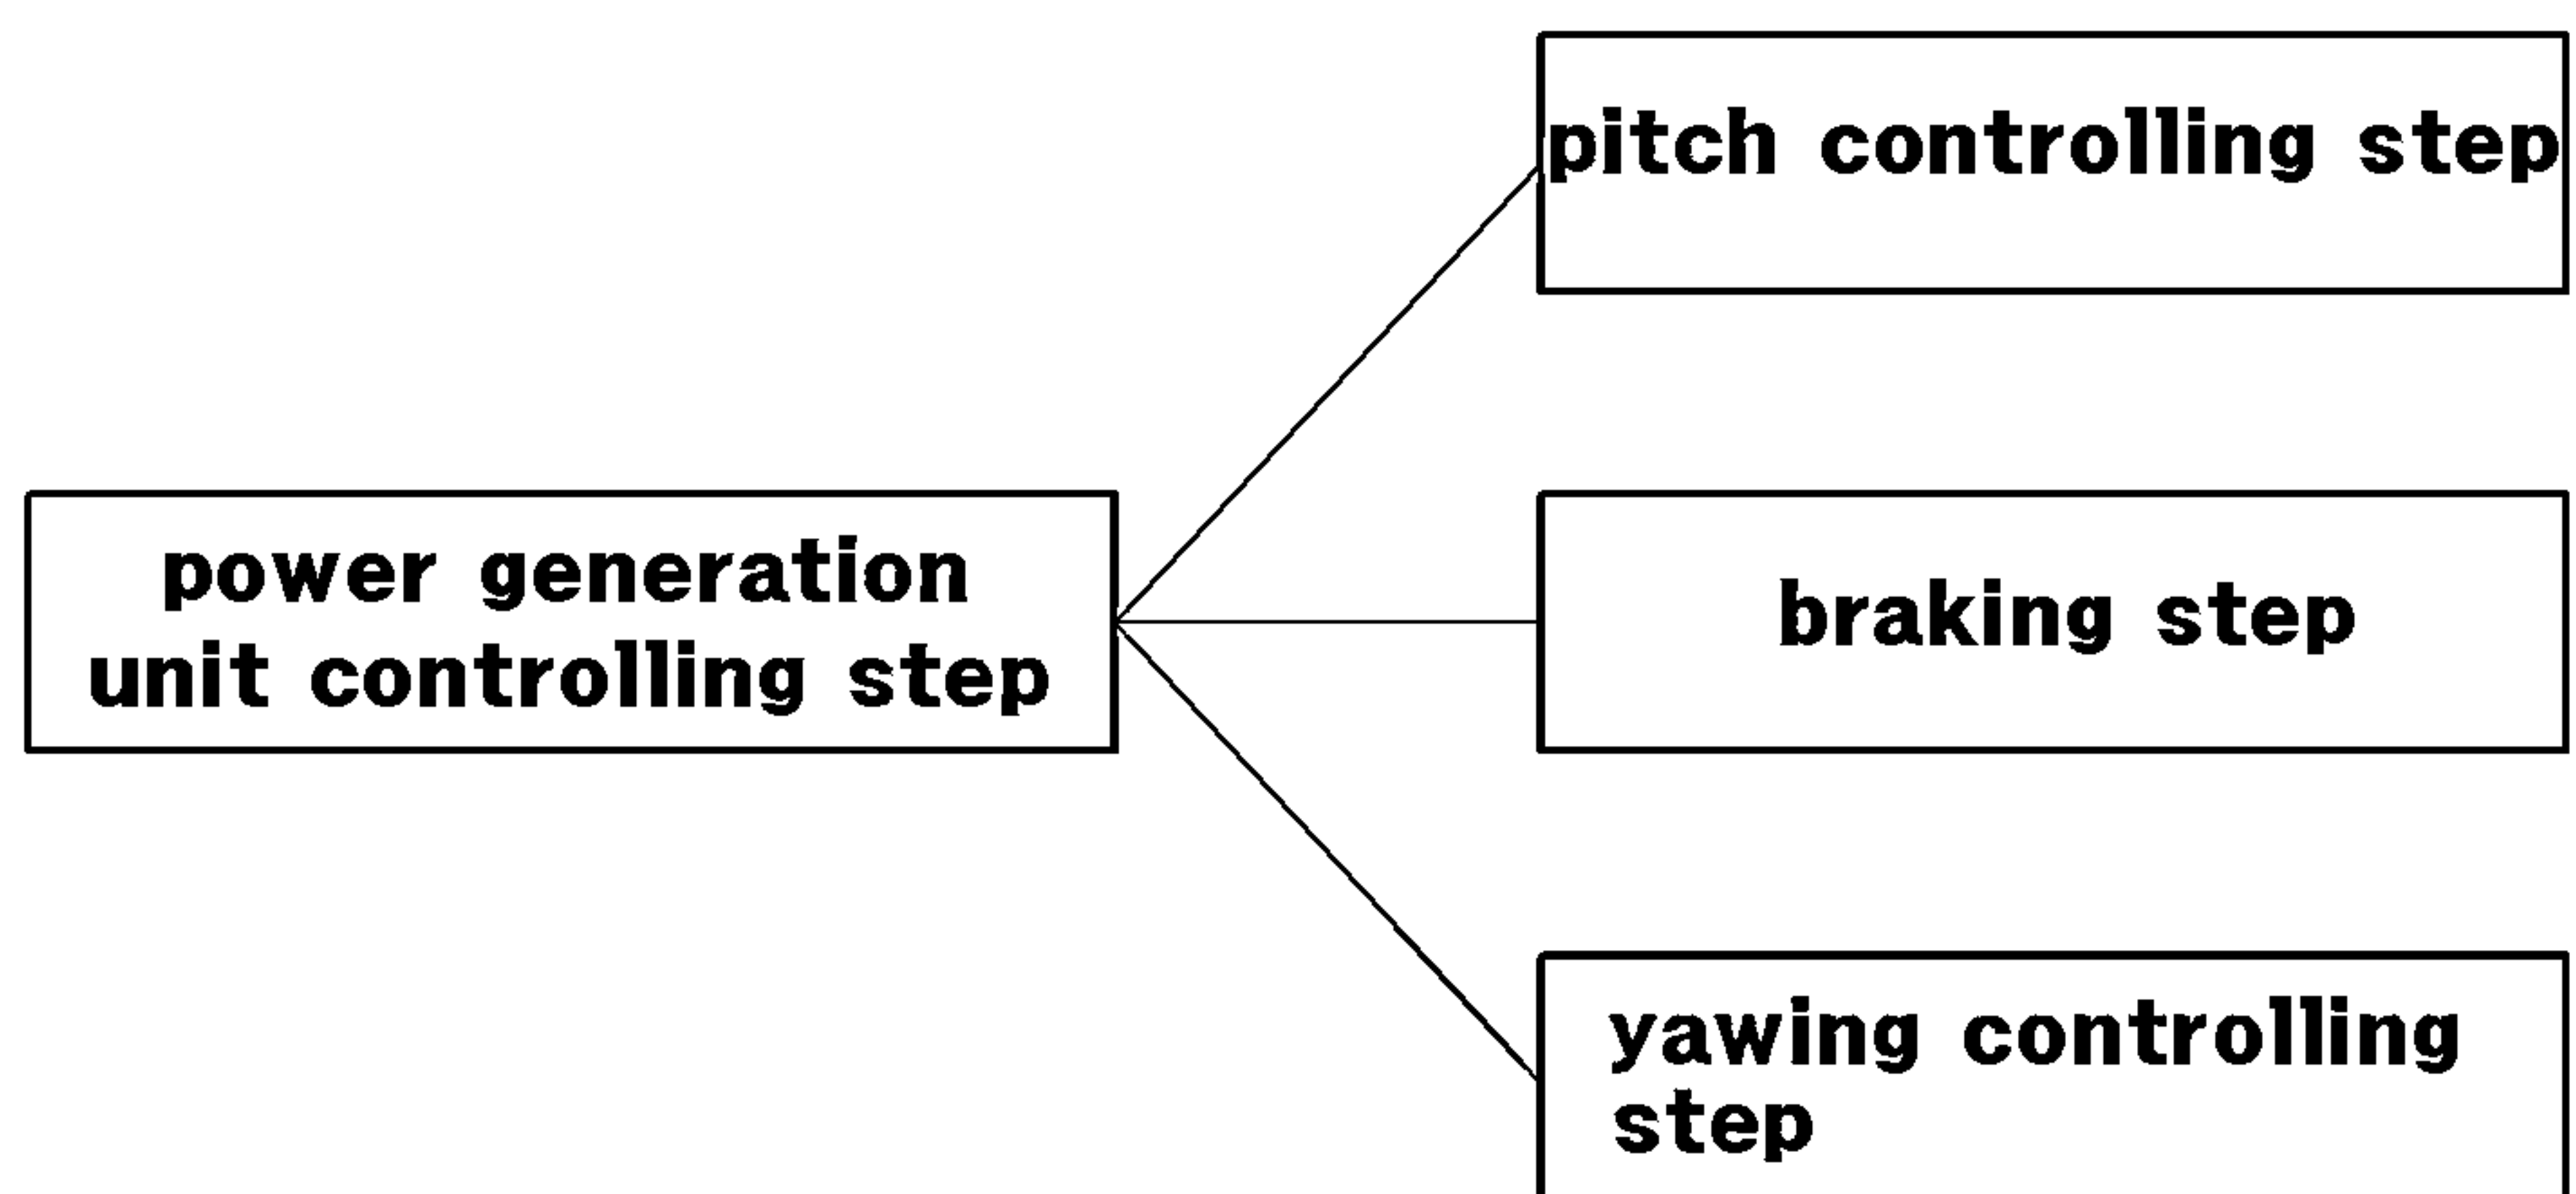 pitch controlling step
power generation
unit controlling step
braking step
yawing controlling
step